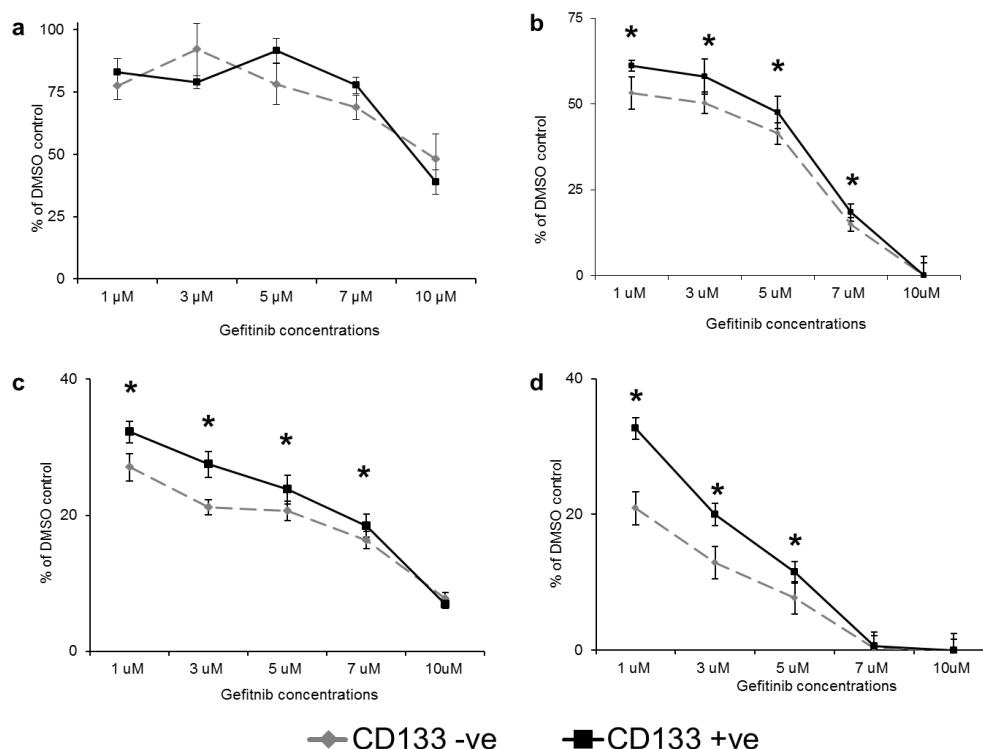 a
100
75
50
25
0
% of DMSO control
1 µM 3 µM 5 µM 7 µM 10 µM
Gefitinib concentrations
b
75
50
25
0
% of DMSO control
1 uM 3 uM 5 uM 7 uM 10uM
Gefitinib concentrations
* * * *
c
40
20
0
% of DMSO control
1 uM 3 uM 5 uM 7 uM 10uM
Gefitnib concentrations
* * * *
d
40
20
0
% of DMSO control
1 uM 3 uM 5 uM 7 uM 10uM
Gefitnib concentrations
* * *
CD133 -ve CD133 +ve